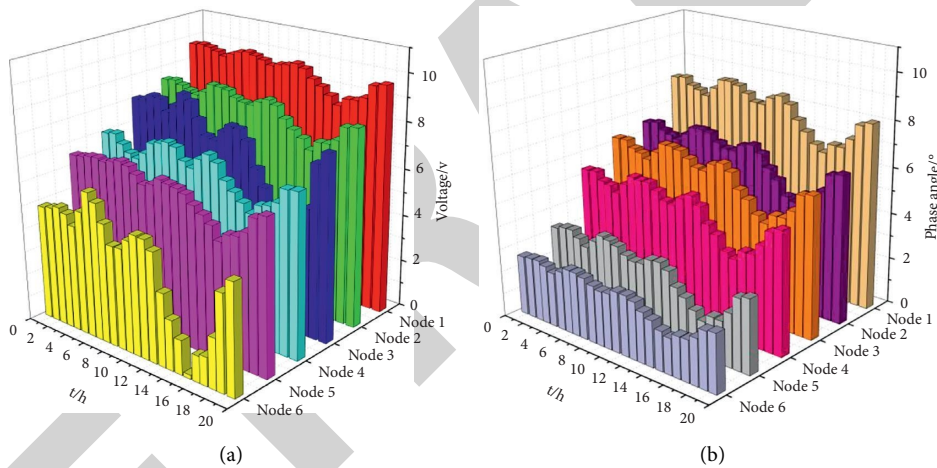 10
8
6
4
2
0
Voltage/v
0
2
4
6
8
10
12
14
16
18
20
t/h
Node 1
Node 2
Node 3
Node 4
Node 5
Node 6
(a)
10
8
6
4
2
0
Phase angle/°
0
2
4
6
8
10
12
14
16
18
20
t/h
Node 1
Node 2
Node 3
Node 4
Node 5
Node 6
(b)